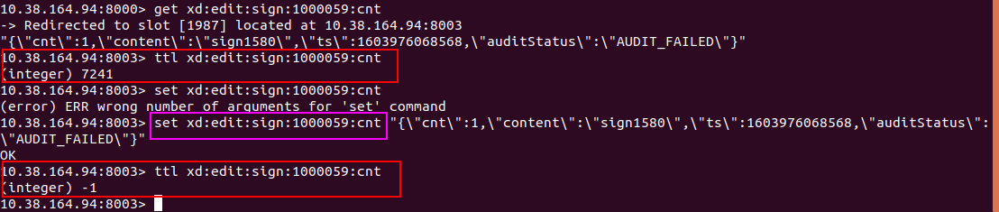 10.38.164.94:8000> get xd:edit:sign:1000059:cnt
-> Redirected to slot [1987] located at 10.38.164.94:8003
"{\"cnt\":1,\"content\":\"sign1580\",\"ts\":1603976068568,\"auditStatus\":\"AUDIT_FAILED\"}"
10.38.164.94:8003> ttl xd:edit:sign:1000059:cnt
(integer) 7241
10.38.164.94:8003> set xd:edit:sign:1000059:cnt
(error) ERR wrong number of arguments for 'set' command
10.38.164.94:8003> set xd:edit:sign:1000059:cnt "{\"cnt\":1,\"content\":\"sign1580\",\"ts\":1603976068568,\"auditStatus\":
\"AUDIT_FAILED\"}"
OK
10.38.164.94:8003> ttl xd:edit:sign:1000059:cnt
(integer) -1
10.38.164.94:8003>